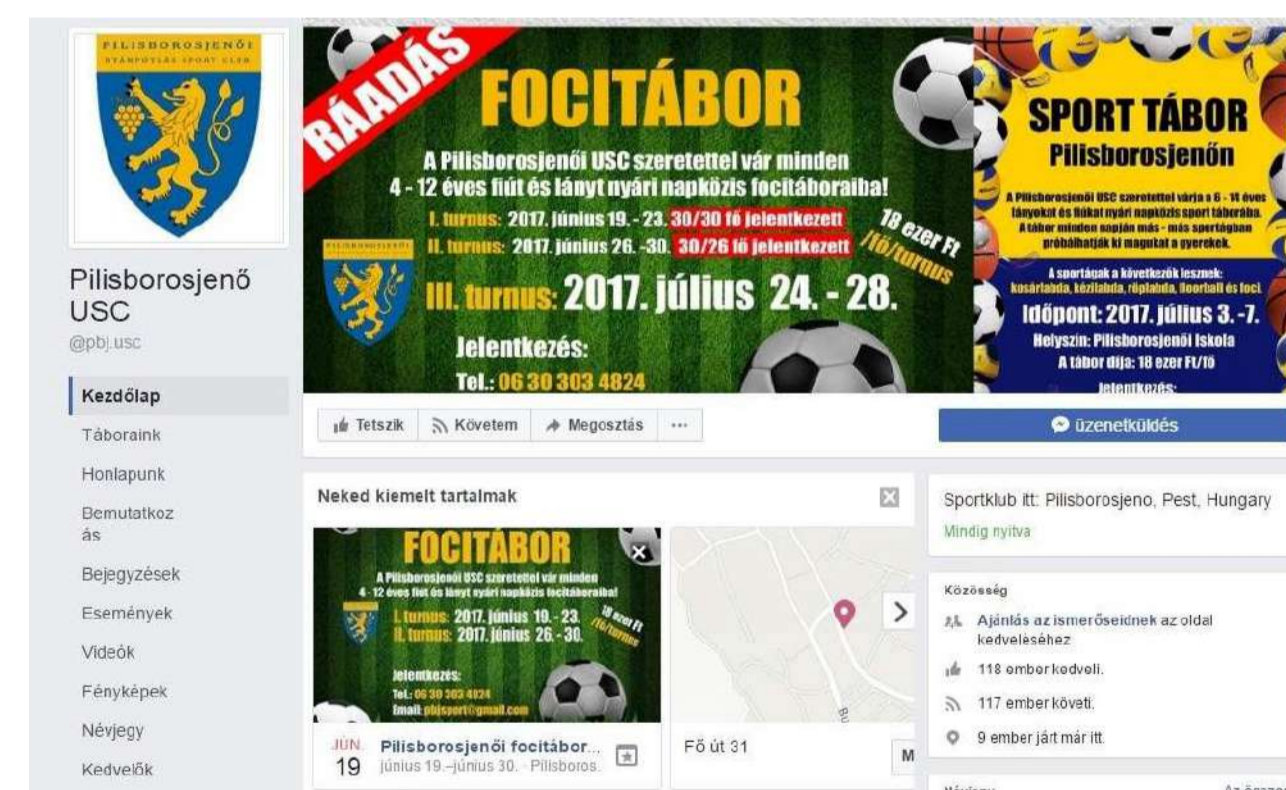 PILISBOROSJENŐI
UTÁNPÓTLÁS SPORT CLUB
Pilisborosjenő
USC
@pbj.usc
Kezdőlap
Táboraink
Honlapunk
Bemutatkoz
ás
Bejegyzések
Események
Videók
Fényképek
Névjegy
Kedvelők
RÁADÁS
FOCITÁBOR
A Pilisborosjenői USC szeretettel vár minden
4 - 12 éves fiút és lányt nyári napközis focitáboraiba!
I. turnus: 2017. június 19. - 23. 30/30 fő jelentkezett
II. turnus: 2017. június 26. -30. 30/26 fő jelentkezett
18 ezer Ft
/fő/turnus
III. turnus: 2017. július 24. - 28.
Jelentkezés:
Tel.: 06 30 303 4824
SPORT TÁBOR
Pilisborosjenőn
A Pilisborosjenői USC szeretettel várja a 6 - 14 éves
lányokat és fiúkat nyári napközis sport táborába.
A tábor minden napján más - más sportágban
próbálhatják ki magukat a gyerekek.
A sportágak a következők lesznek:
kosárlabda, kézilabda, röplabda, floorball és foci.
Időpont: 2017. július 3. -7.
Helyszín: Pilisborosjenői Iskola
A tábor díja: 18 ezer Ft/fő
Jelentkezés:
Tetszik
Követem
Megosztás
...
üzenetküldés
Neked kiemelt tartalmak
FOCITÁBOR
A Pilisborosjenői USC szeretettel vár minden
4 - 12 éves fiút és lányt nyári napközis focitáboraiba!
I. turnus: 2017. június 19. - 23.
II. turnus: 2017. június 26. - 30.
18 ezer Ft
/fő/turnus
Jelentkezés:
Tel.: 06 30 303 4824
Email: pbjsport@gmail.com
JÚN.
19
Pilisborosjenői focitábor...
június 19.–június 30. · Pilisboros.
Bu
Fő út 31
M
Sportklub itt: Pilisborosjeno, Pest, Hungary
Mindig nyitva
Közösség
Ajánlás az ismerőseidnek az oldal
kedveléséhez
118 ember kedveli.
117 ember követi.
9 ember járt már itt.